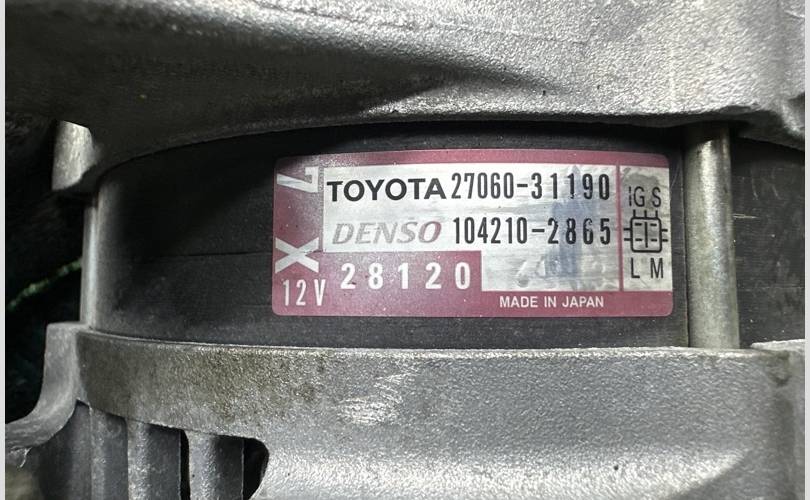 TOYOTA 27060-31190
DENSO 104210-2865
X
12V 28120
MADE IN JAPAN
IG S
L M